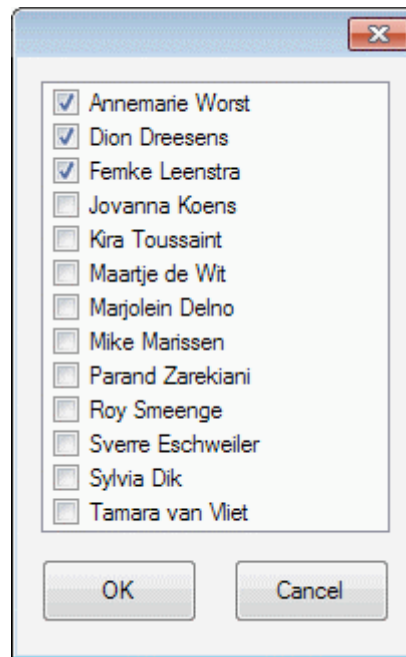 Annemarie Worst
Dion Dreesens
Femke Leenstra
Jovanna Koens
Kira Toussaint
Maartje de Wit
Marjolein Delno
Mike Marissen
Parand Zarekiani
Roy Smeenge
Sverre Eschweiler
Sylvia Dik
Tamara van Vliet
OK Cancel